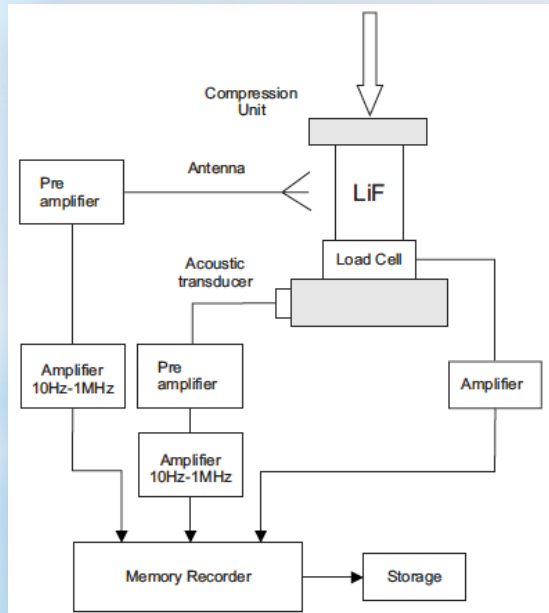 Compression
Unit
Antenna
Pre
amplifier
LiF
Load Cell
Acoustic
transducer
Amplifier
10Hz-1MHz
Pre
amplifier
Amplifier
Amplifier
10Hz-1MHz
Memory Recorder
Storage